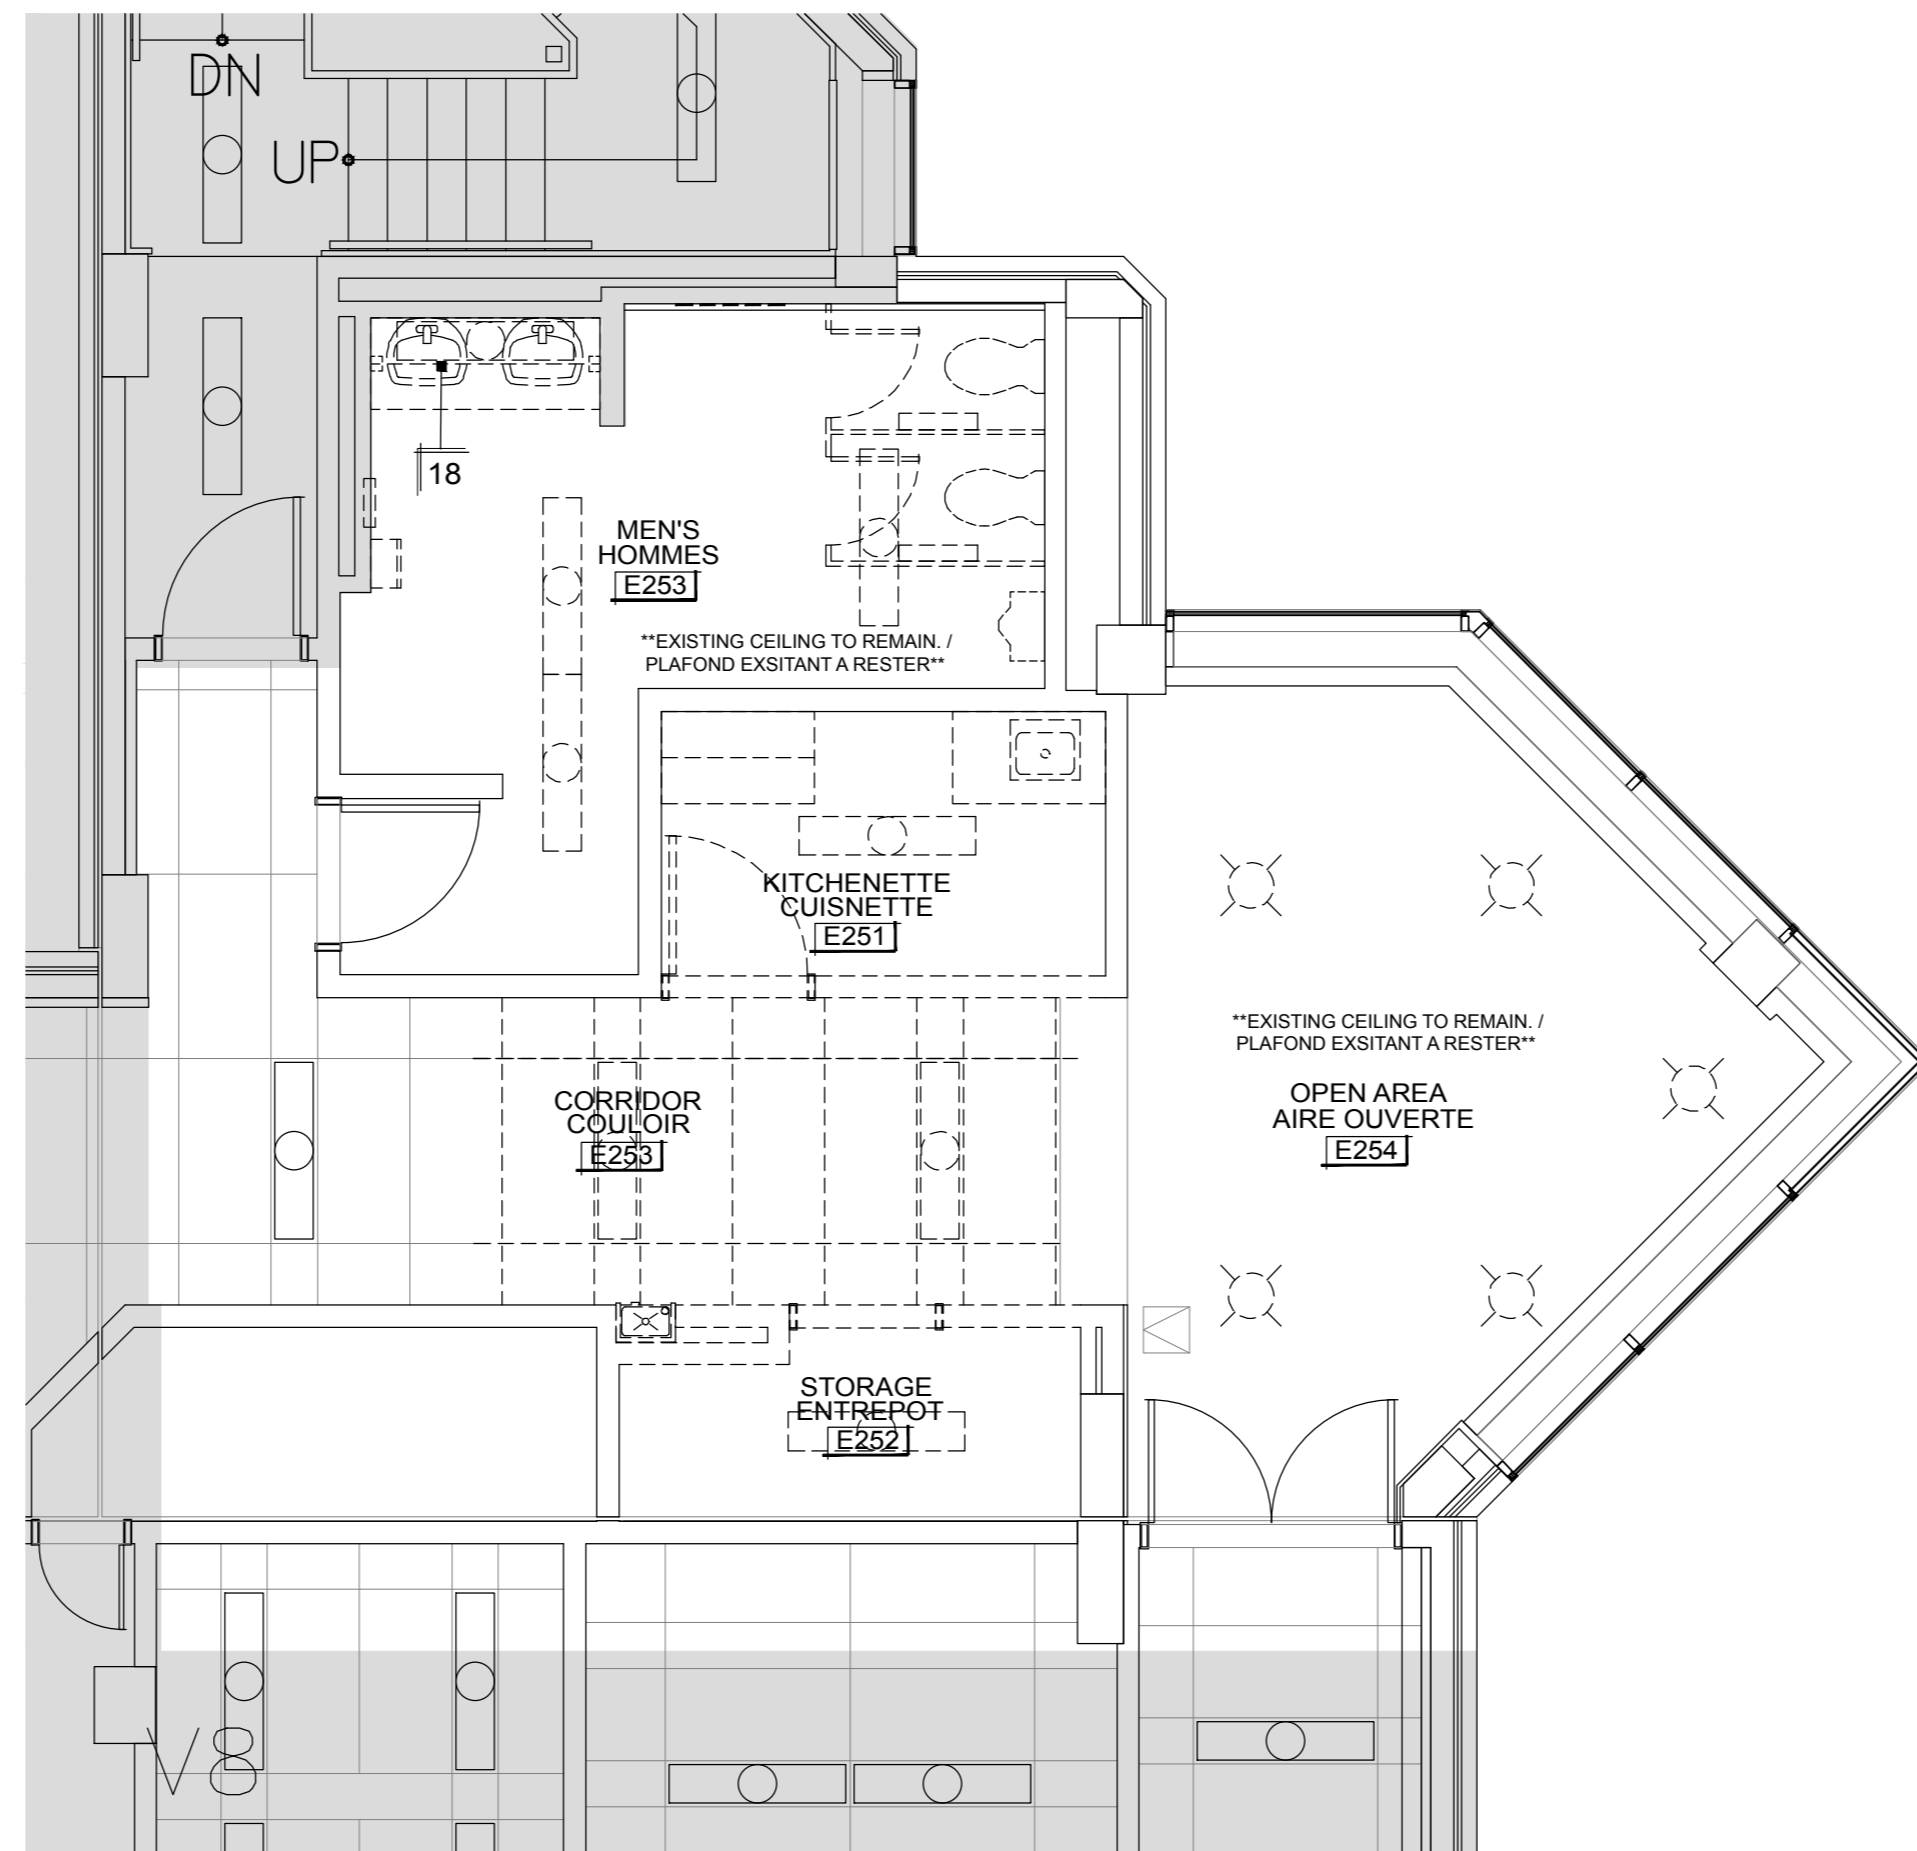 DN
UP
18
MEN'S
HOMMES
E253
**EXISTING CEILING TO REMAIN. /
PLAFOND EXSITANT A RESTER**
KITCHENETTE
CUISNETTE
E251
**EXISTING CEILING TO REMAIN. /
PLAFOND EXSITANT A RESTER**
OPEN AREA
AIRE OUVERTE
E254
CORRIDOR
COULOIR
E253
STORAGE
ENTREPOT
E252
V8